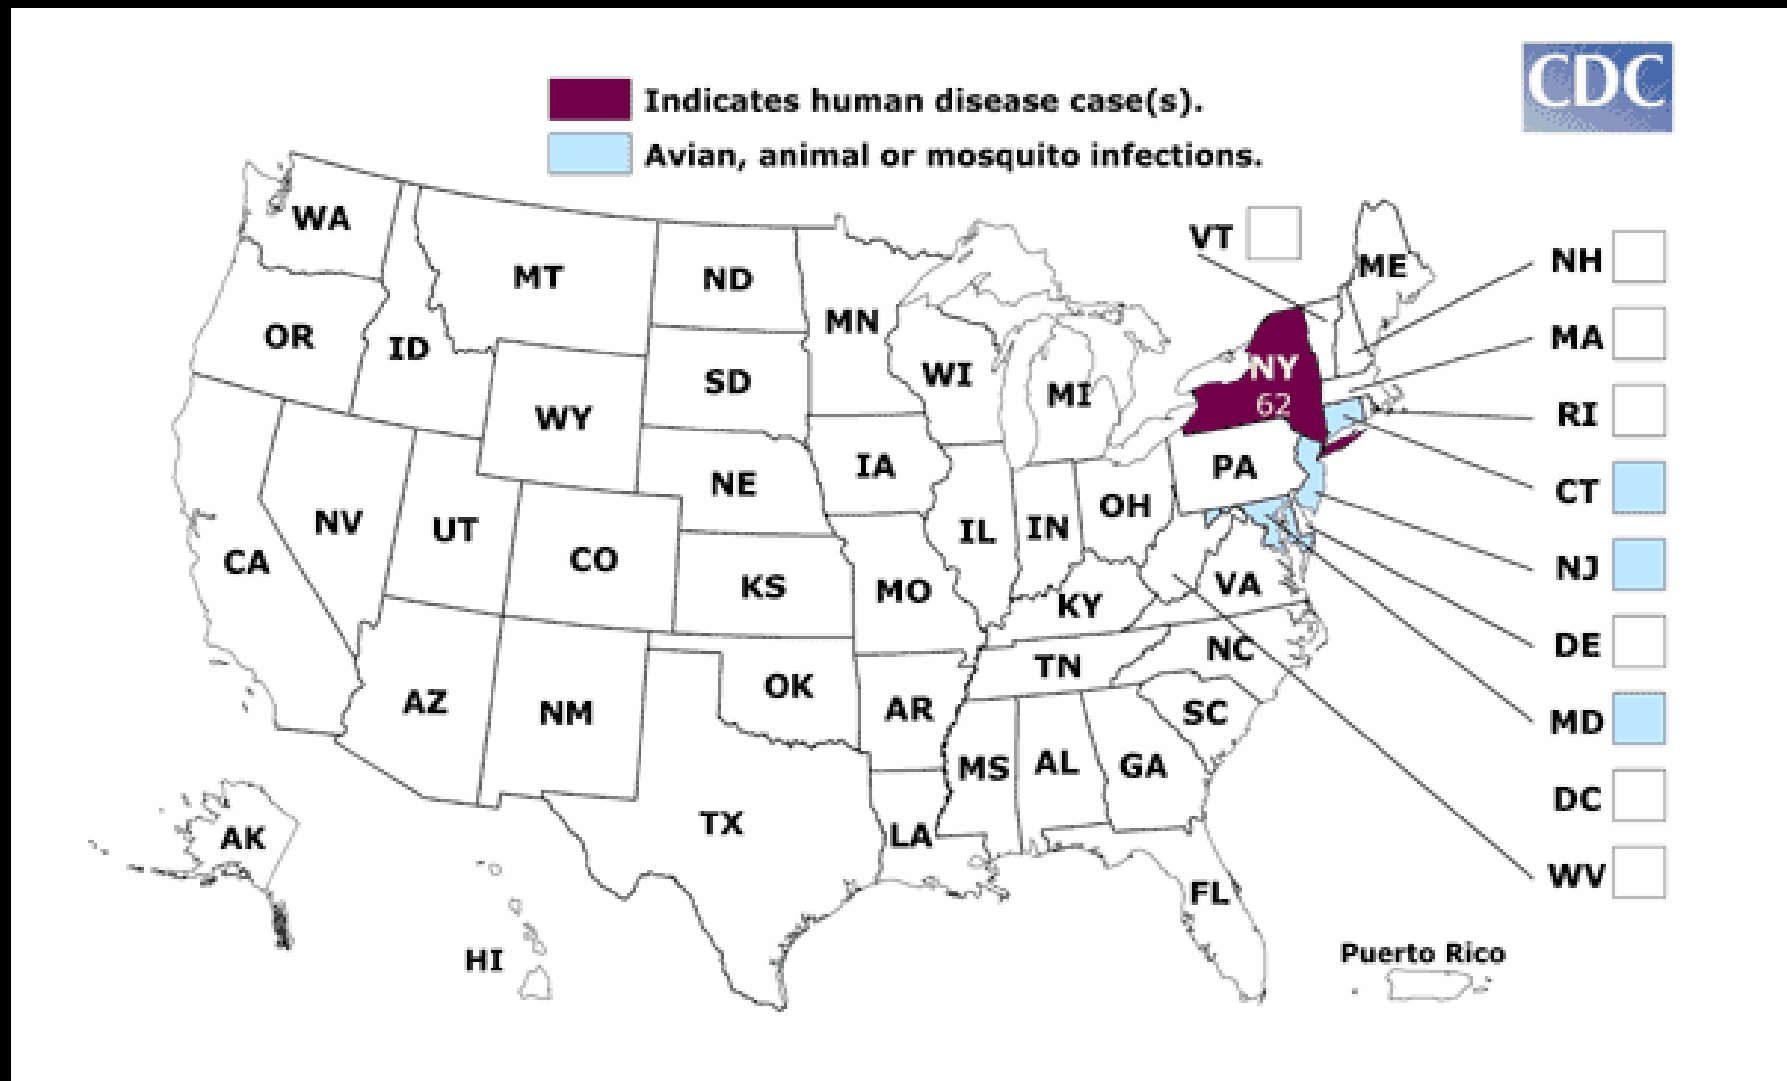 CDC
Indicates human disease case(s).
Avian, animal or mosquito infections.
WA
MT
ND
MN
VT
ME
NH
OR
ID
SD
WI
MI
NY
62
MA
WY
RI
NE
IA
PA
CT
NV
UT
CO
IL
IN
OH
NJ
CA
KS
MO
KY
VA
DE
AZ
NM
OK
AR
TN
NC
MD
SC
TX
MS
AL
GA
DC
AK
LA
FL
WV
HI
Puerto Rico